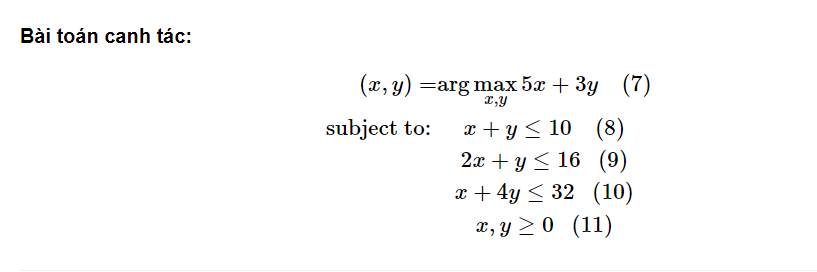 Bài toán canh tác:
(x, y) = arg max 5x + 3y (7)
x,y
subject to: x + y ≤ 10 (8)
2x + y ≤ 16 (9)
x + 4y ≤ 32 (10)
x, y ≥ 0 (11)